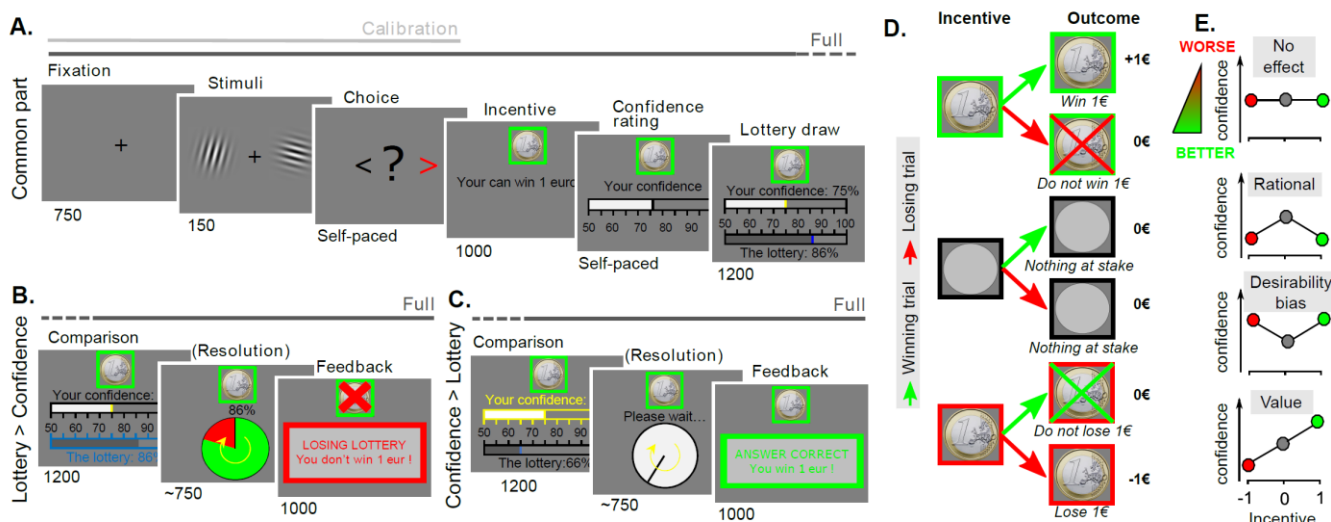 A.
Calibration
Full
Common part
Fixation
+
750
Stimuli
+
150
Choice
< ? >
Self-paced
Incentive
Your can win 1 euro
1000
Confidence
rating
Your confidence
50 60 70 80 90
Self-paced
Lottery draw
Your confidence: 75%
50 60 70 80 90 100
The lottery: 86%
1200
B.
Full
Lottery > Confidence
Comparison
Your confidence:
50 60 70 80 90
The lottery: 86%
1200
(Resolution)
86%
~750
Feedback
LOSING LOTTERY
You don't win 1 eur !
1000
C.
Full
Confidence > Lottery
Comparison
Your confidence:
50 60 70 80 90
The lottery:66%
1200
(Resolution)
Please wait...
~750
Feedback
ANSWER CORRECT
You win 1 eur !
1000
D.
Incentive
Outcome
Winning trial
Losing trial
+1€
Win 1€
0€
Do not win 1€
0€
Nothing at stake
0€
Nothing at stake
0€
Do not lose 1€
-1€
Lose 1€
E.
WORSE
BETTER
No
effect
confidence
Rational
confidence
Desirability
bias
confidence
Value
confidence
-1 0 1
Incentive